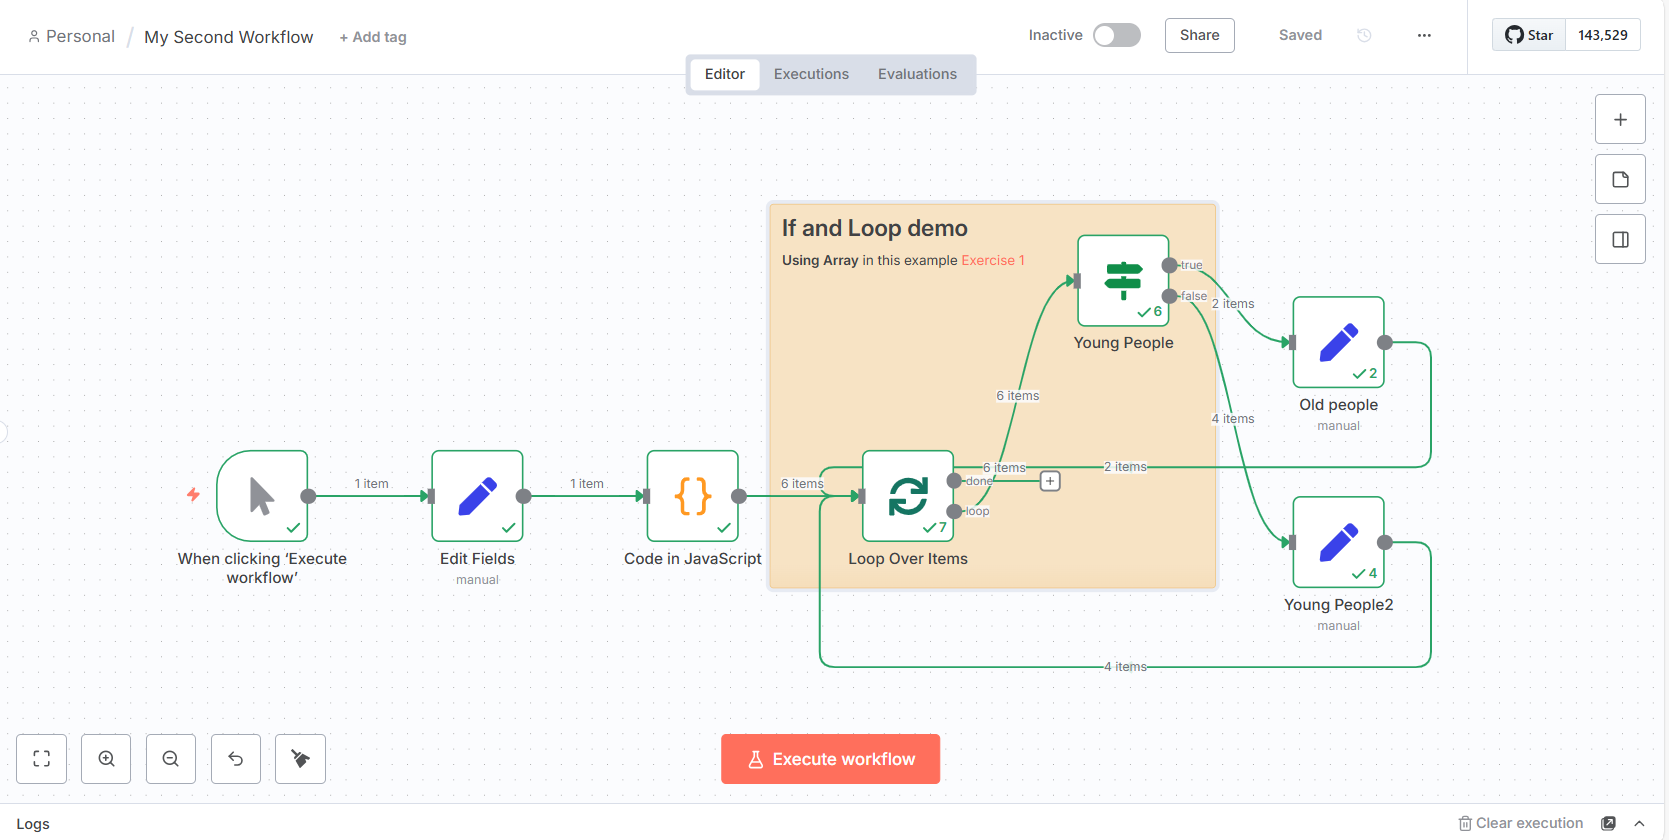 Personal / My Second Workflow + Add tag
Inactive Share Saved ... Star 143,529
Editor Executions Evaluations
If and Loop demo
Using Array in this example Exercise 1
true
false
2 items
6
Young People
2
Old people
manual
6 items
4 items
1 item
1 item
6 items
6 items
2 items
done
loop
7
When clicking ‘Execute
workflow’
Edit Fields
manual
Code in JavaScript
Loop Over Items
4
Young People2
manual
4 items
Execute workflow
Logs
Clear execution